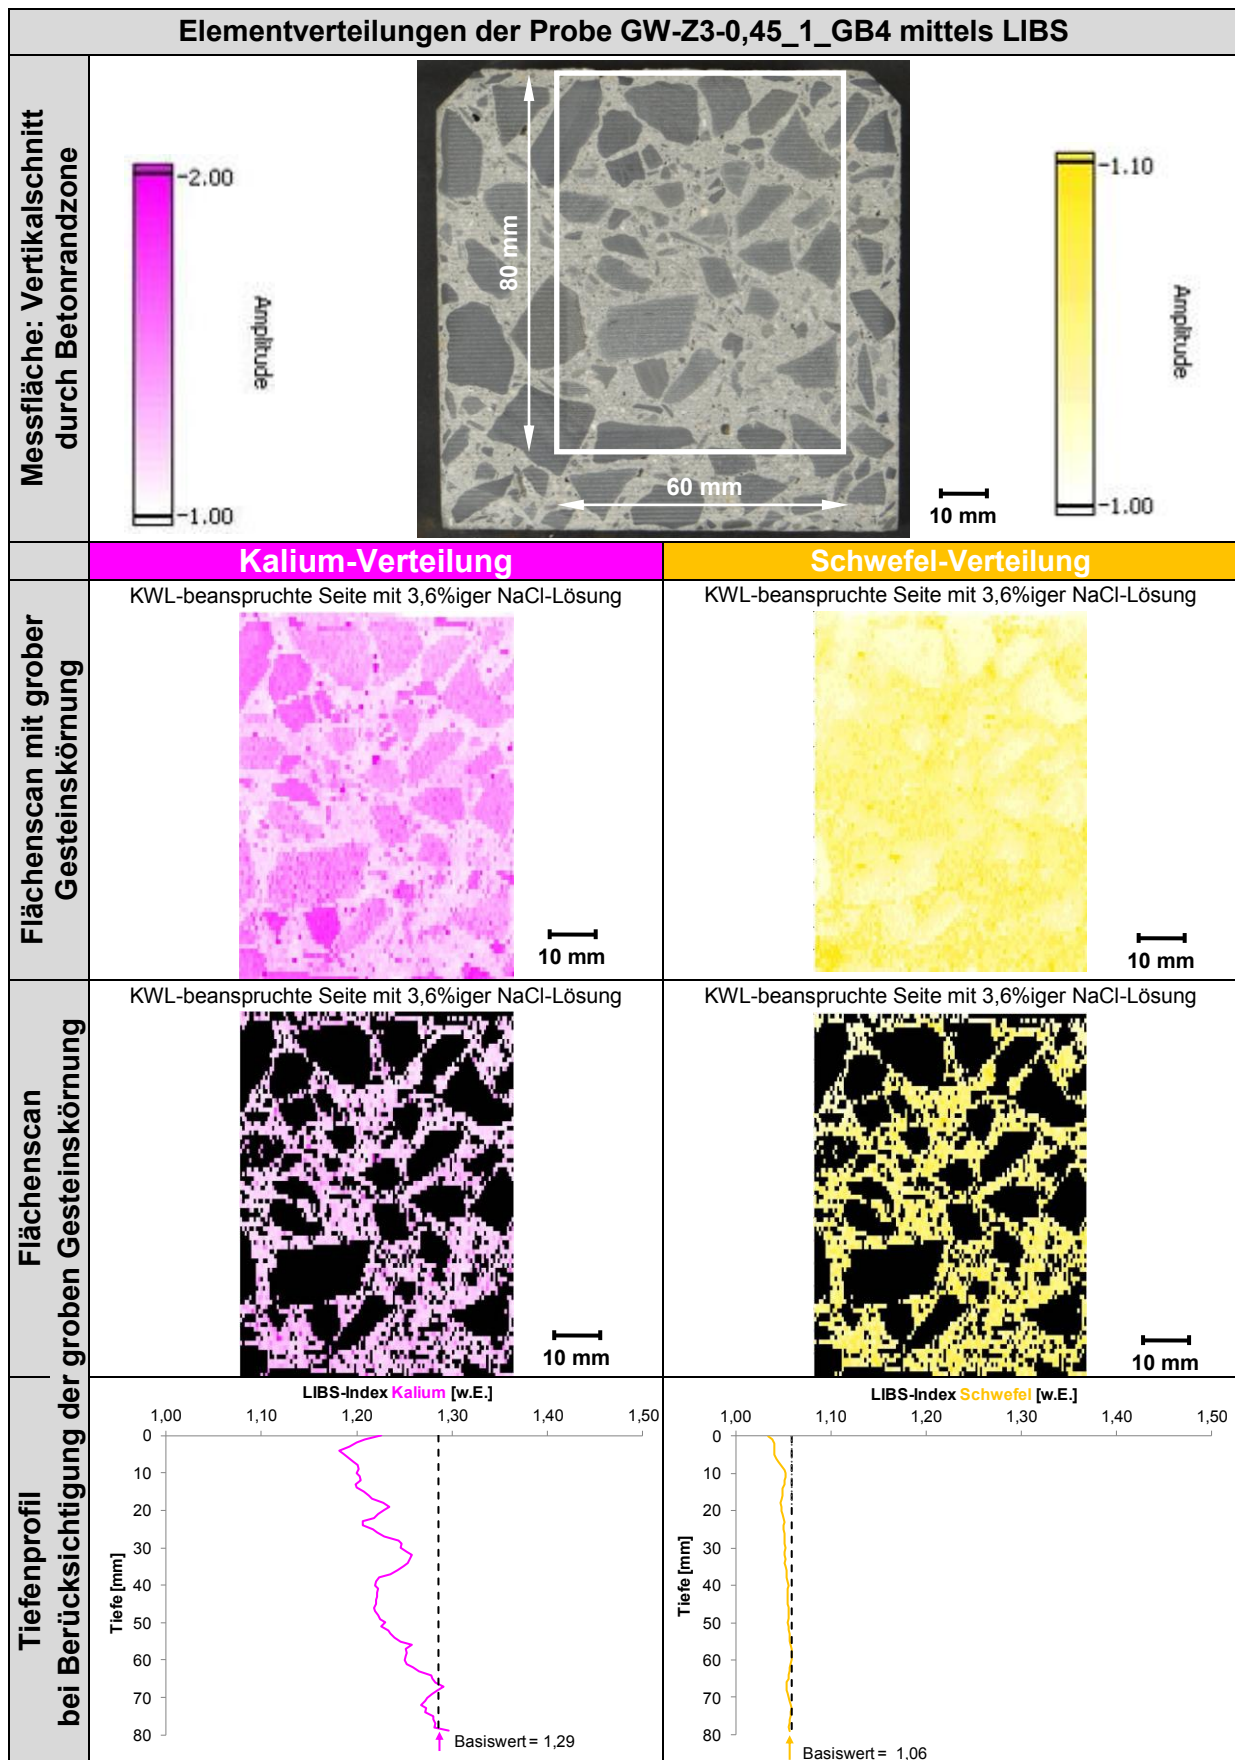 Elementverteilungen der Probe GW-Z3-0,45_1_GB4 mittels LIBS
Messfläche: Vertikalschnitt
durch Betonrandzone
2.00
Amplitude
1.00
80 mm
60 mm
10 mm
1.10
Amplitude
1.00
Kalium-Verteilung
Schwefel-Verteilung
Flächenscan mit grober
Gesteinskörnung
KWL-beanspruchte Seite mit 3,6%iger NaCl-Lösung
10 mm
KWL-beanspruchte Seite mit 3,6%iger NaCl-Lösung
10 mm
Flächenscan
KWL-beanspruchte Seite mit 3,6%iger NaCl-Lösung
10 mm
KWL-beanspruchte Seite mit 3,6%iger NaCl-Lösung
10 mm
Tiefenprofil
bei Berücksichtigung der groben Gesteinskörnung
LIBS-Index Kalium [w.E.]
1,00 1,10 1,20 1,30 1,40 1,50
Tiefe [mm]
0
10
20
30
40
50
60
70
80
Basiswert = 1,29
LIBS-Index Schwefel [w.E.]
1,00 1,10 1,20 1,30 1,40 1,50
Tiefe [mm]
0
10
20
30
40
50
60
70
80
Basiswert = 1,06